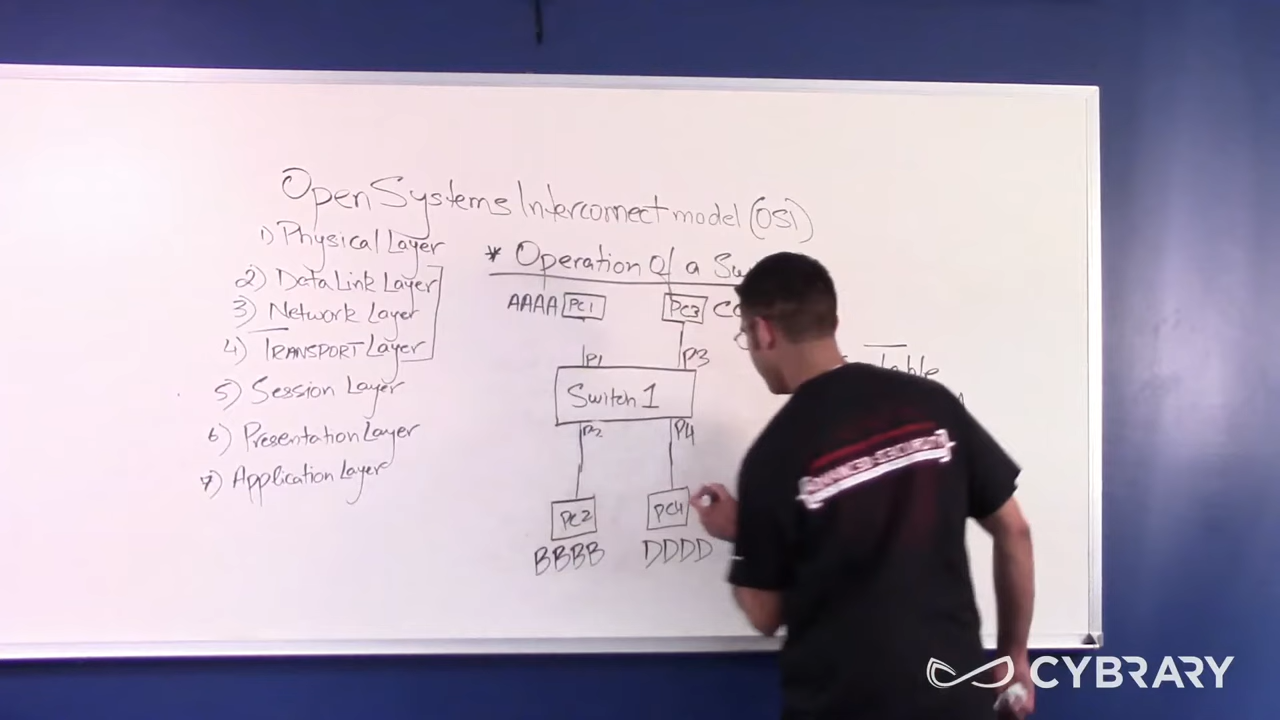 Open Systems Interconnect model (OSI)
1) Physical Layer
2) Data Link Layer
3) Network Layer
4) TRANSPORT Layer
5) Session Layer
6) Presentation Layer
7) Application Layer
* Operation Of a
AAAA PC1
PC3
P1
P3
Switch 1
P2
P4
PC2
PC4
BBBB
DDDD
Table
CYBRARY